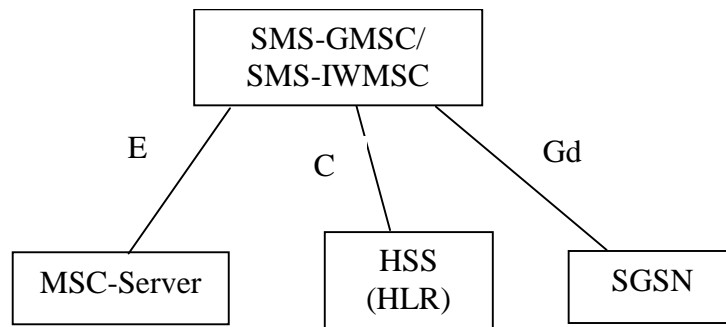 SMS-GMSC/
SMS-IWMSC
E
C
Gd
MSC-Server
HSS
(HLR)
SGSN